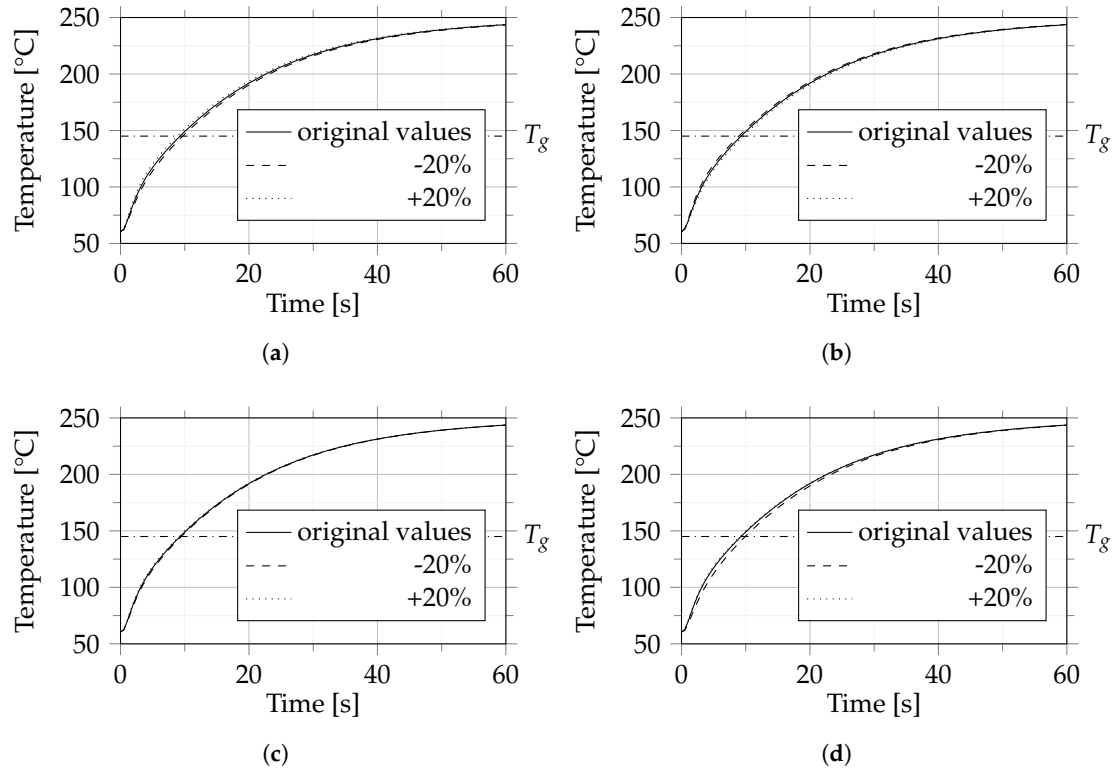 250
200
150
100
50
Temperature [°C]
original values
-20%
+20%
T_g
0 20 40 60
Time [s]
(a)
250
200
150
100
50
Temperature [°C]
original values
-20%
+20%
T_g
0 20 40 60
Time [s]
(b)
250
200
150
100
50
Temperature [°C]
original values
-20%
+20%
T_g
0 20 40 60
Time [s]
(c)
250
200
150
100
50
Temperature [°C]
original values
-20%
+20%
T_g
0 20 40 60
Time [s]
(d)